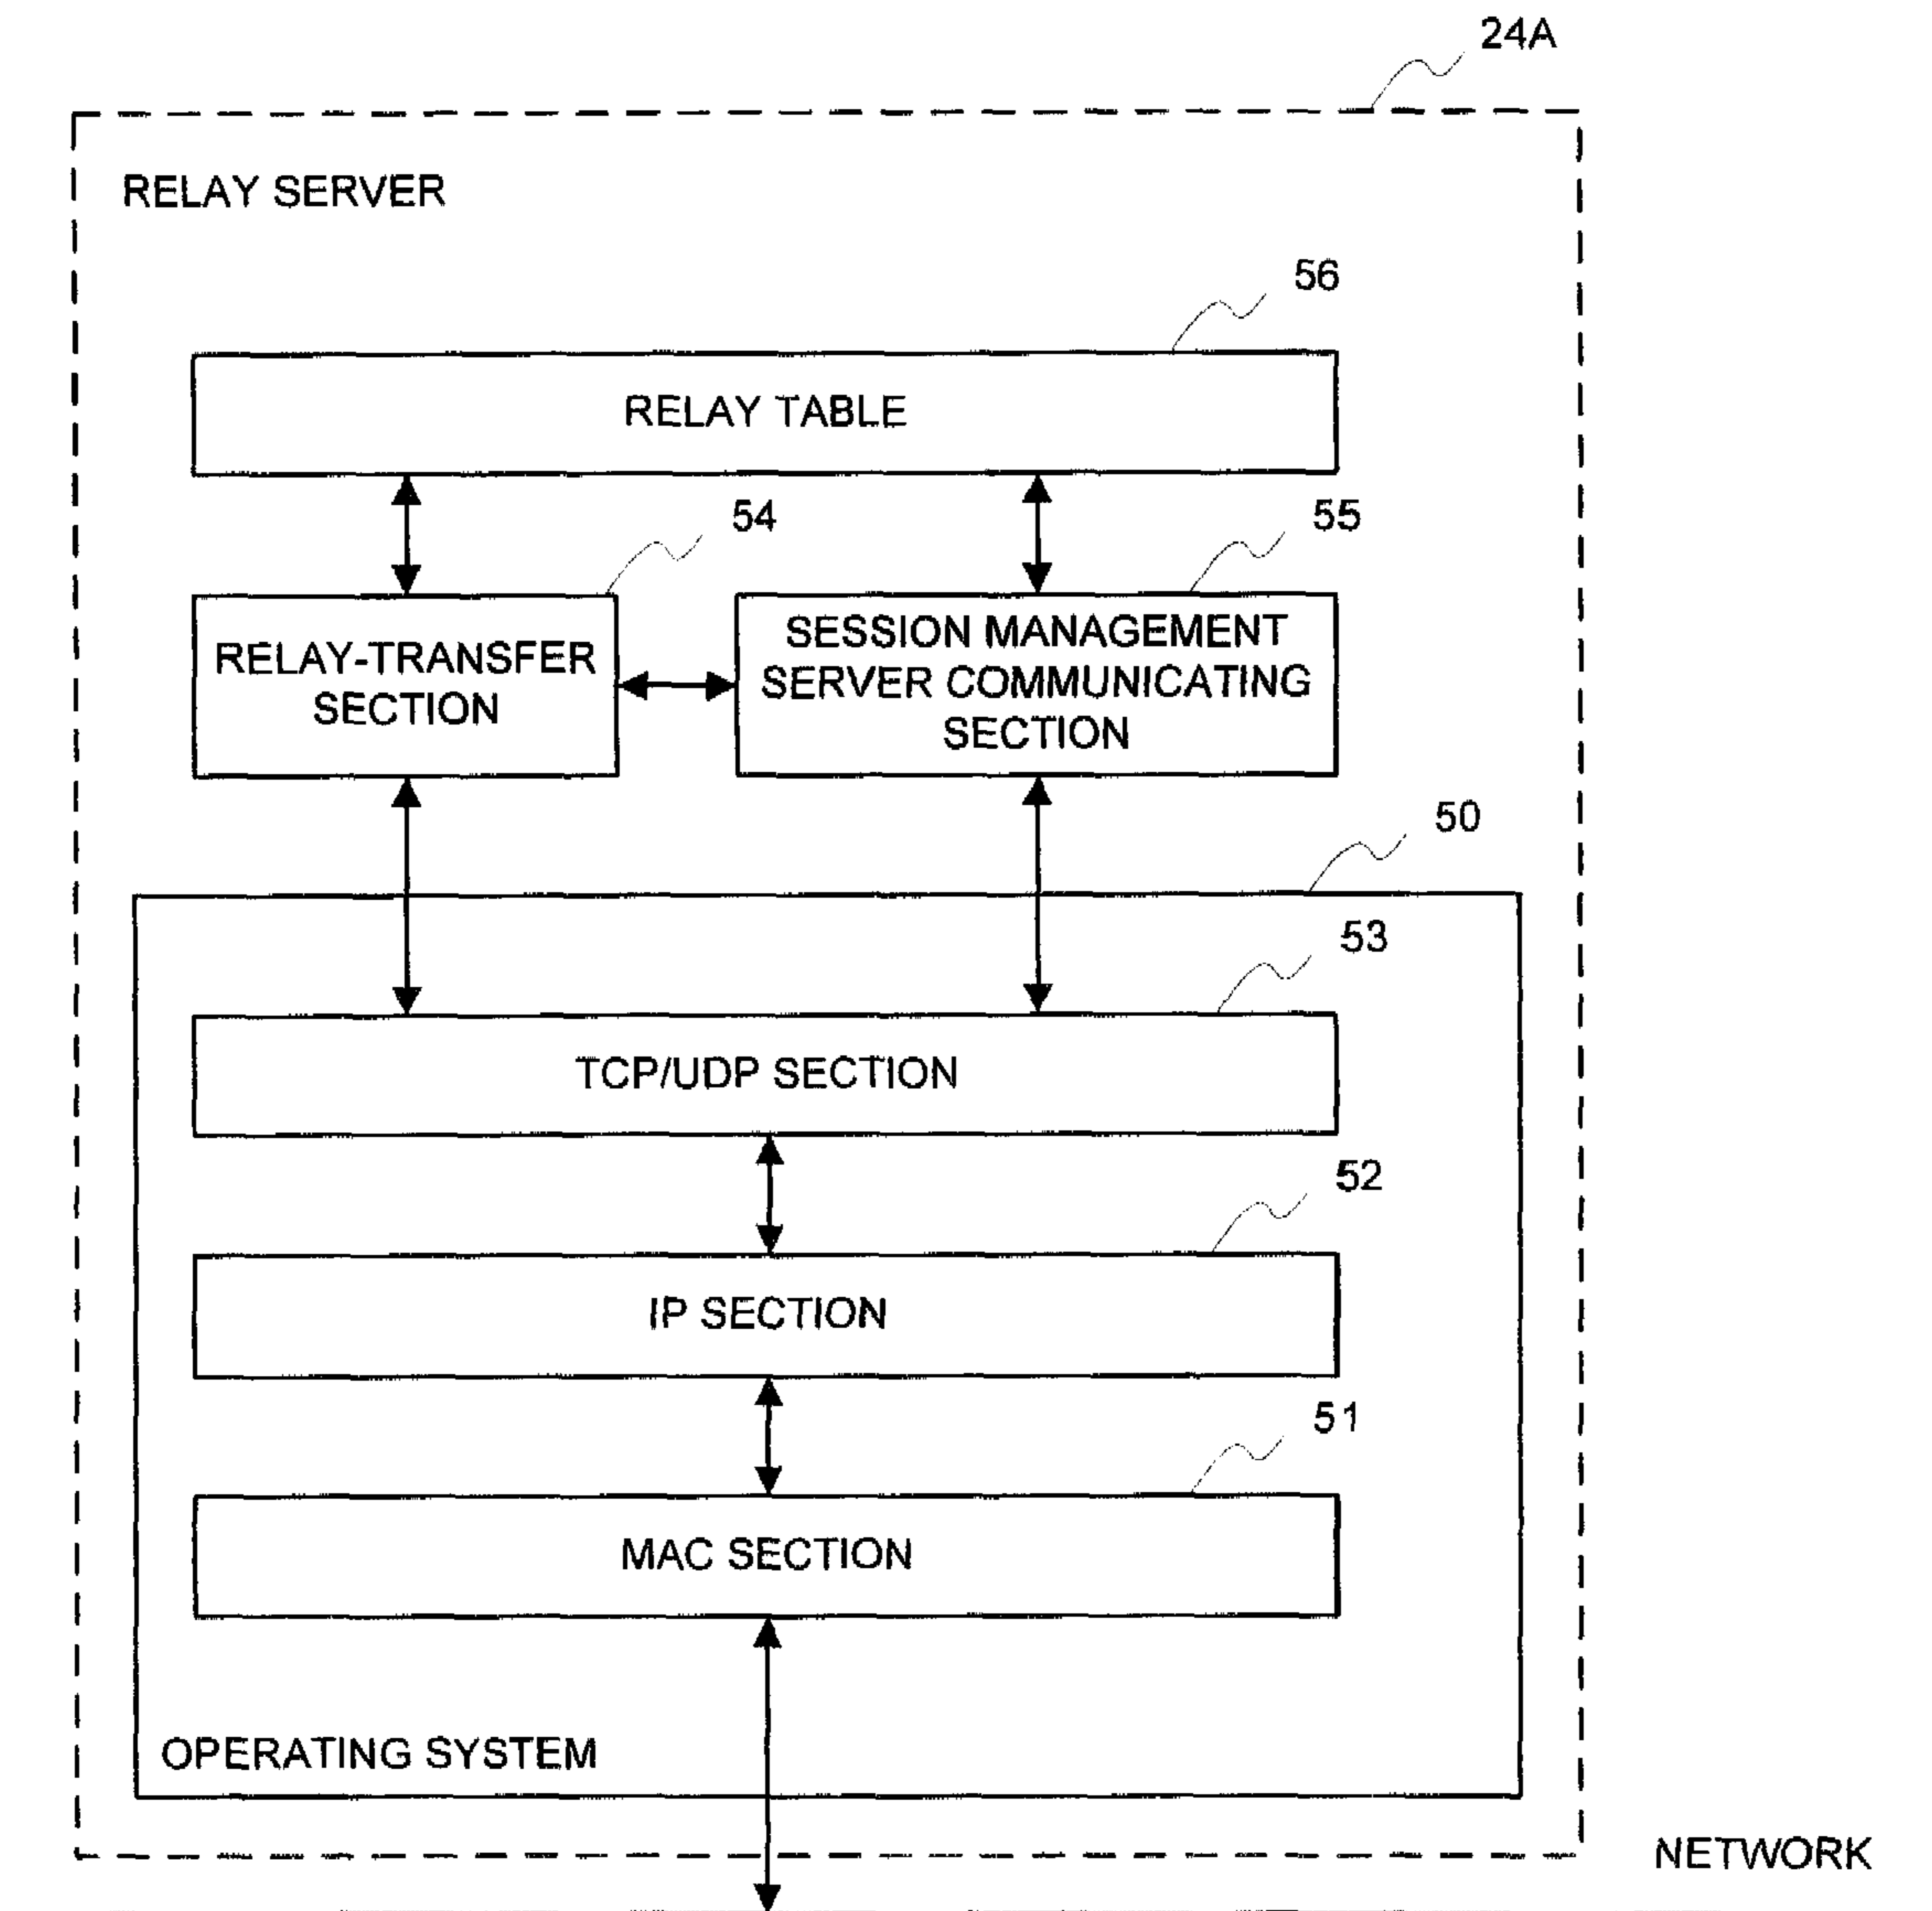 24A
RELAY SERVER
56
RELAY TABLE
54
55
RELAY-TRANSFER
SECTION
SESSION MANAGEMENT
SERVER COMMUNICATING
SECTION
50
53
TCP/UDP SECTION
52
IP SECTION
51
MAC SECTION
OPERATING SYSTEM
NETWORK